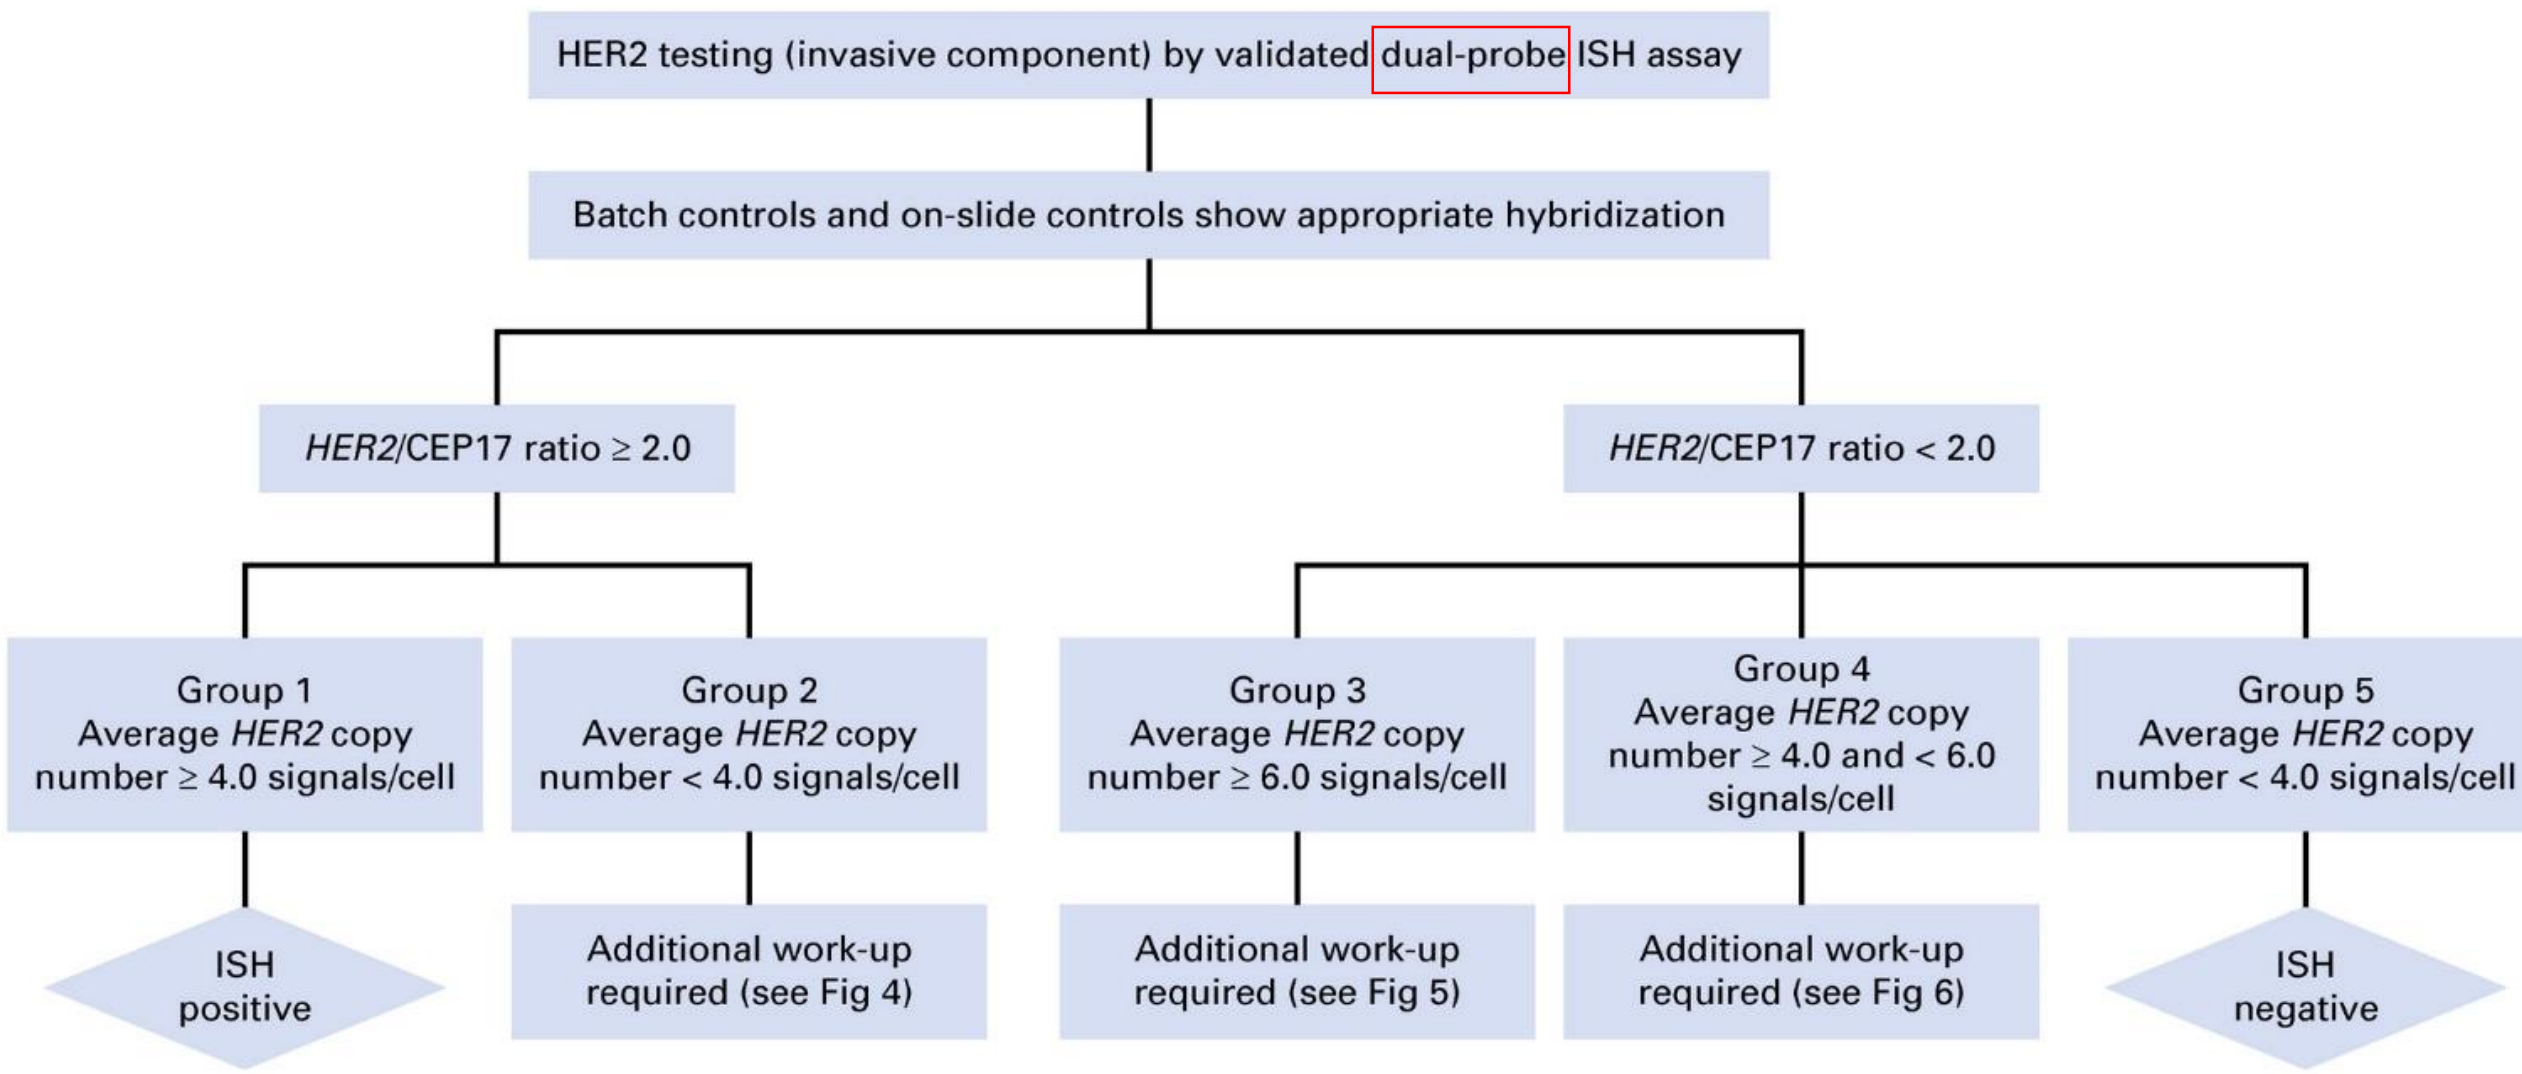 HER2 testing (invasive component) by validated dual-probe ISH assay
Batch controls and on-slide controls show appropriate hybridization
HER2/CEP17 ratio ≥ 2.0
HER2/CEP17 ratio < 2.0
Group 1
Average HER2 copy
number ≥ 4.0 signals/cell
Group 2
Average HER2 copy
number < 4.0 signals/cell
Group 3
Average HER2 copy
number ≥ 6.0 signals/cell
Group 4
Average HER2 copy
number ≥ 4.0 and < 6.0
signals/cell
Group 5
Average HER2 copy
number < 4.0 signals/cell
ISH
positive
Additional work-up
required (see Fig 4)
Additional work-up
required (see Fig 5)
Additional work-up
required (see Fig 6)
ISH
negative